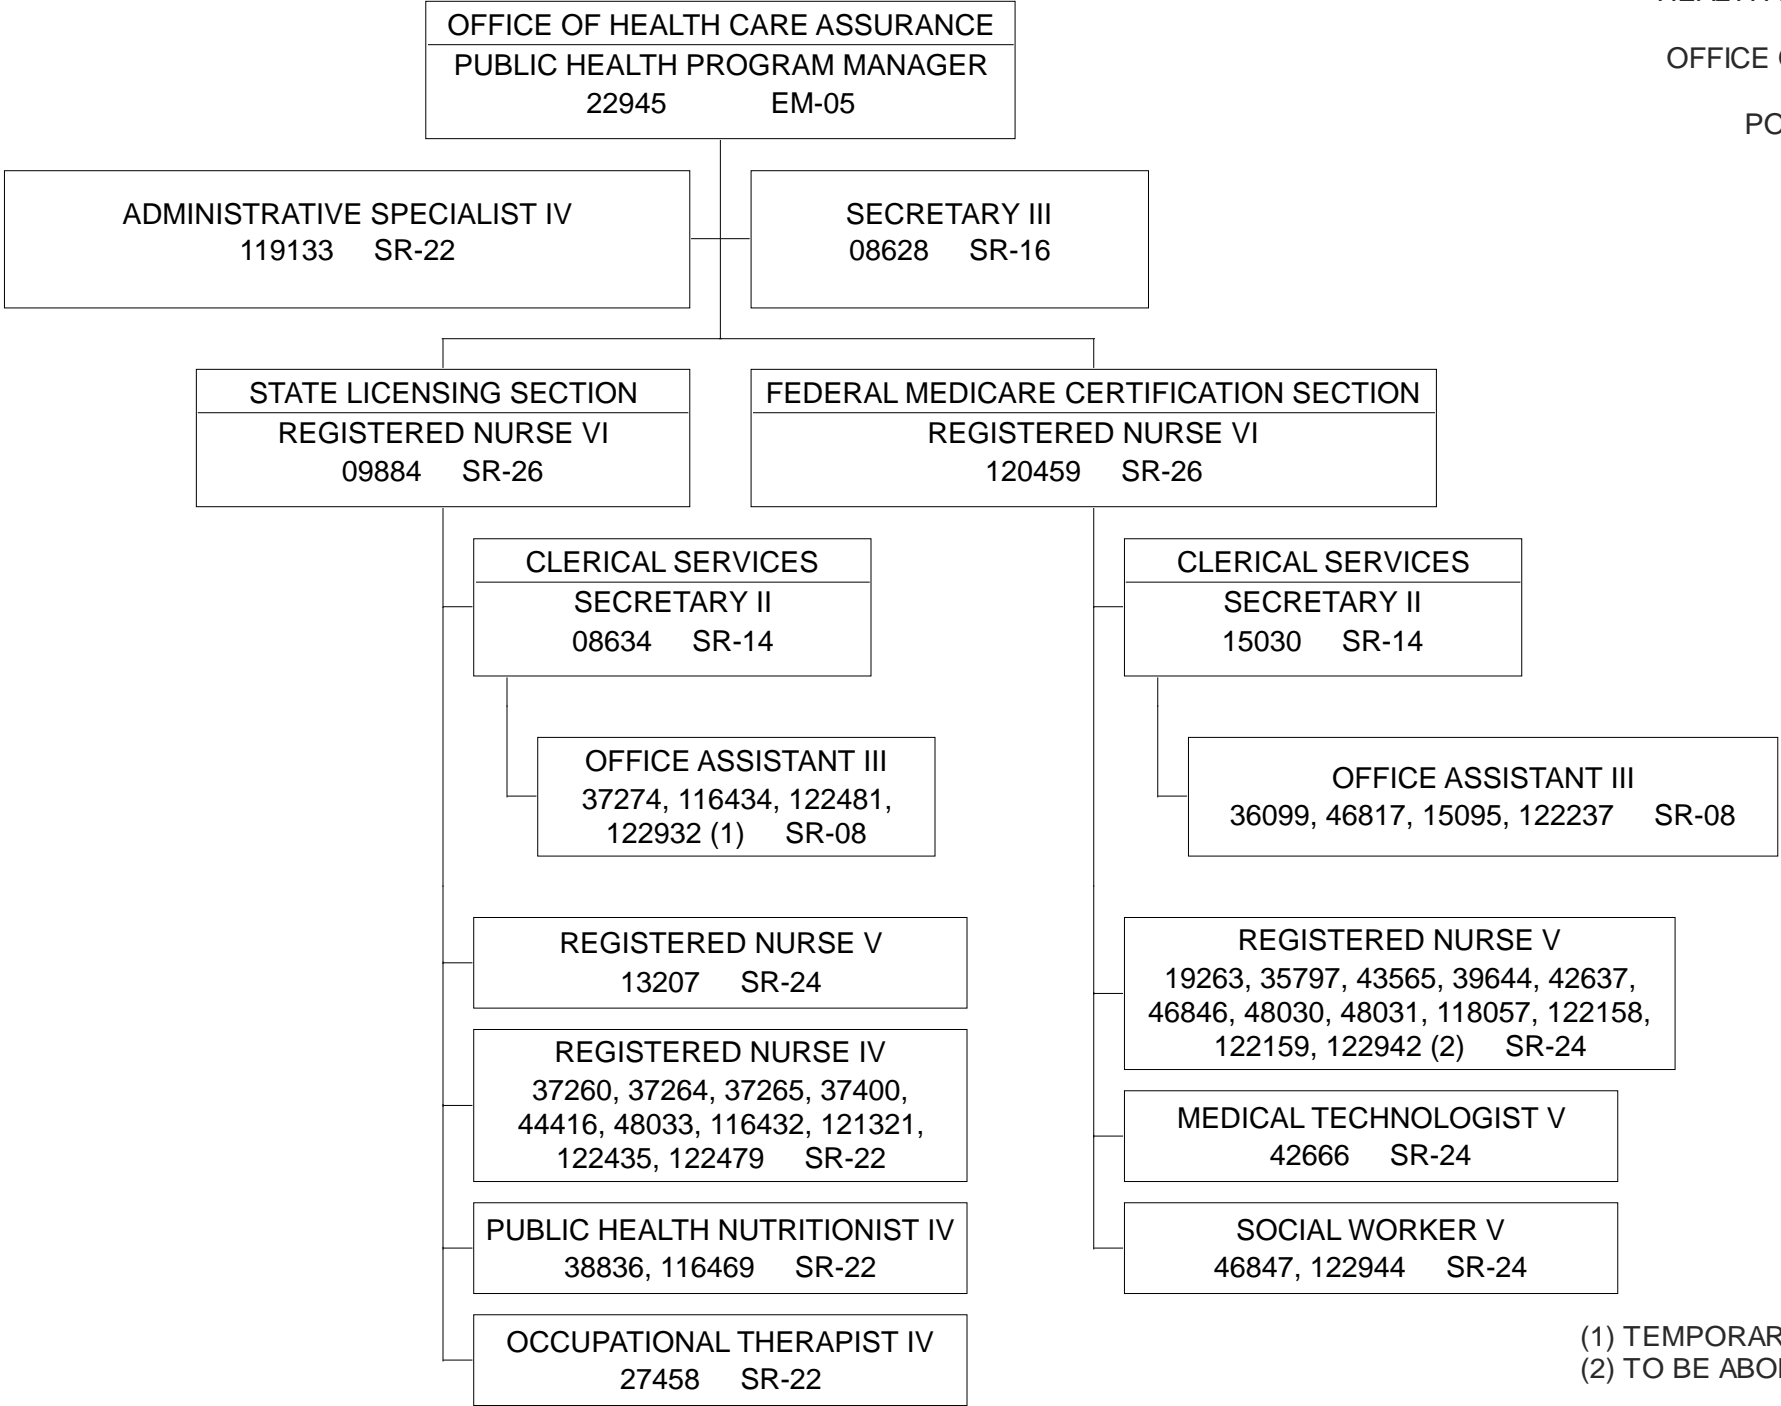 OFFICE OF HEALTH CARE ASSURANCE
PUBLIC HEALTH PROGRAM MANAGER
22945 EM-05
OFFICE
ADMINISTRATIVE SPECIALIST IV
119133 SR-22
SECRETARY III
08628 SR-16
STATE LICENSING SECTION
REGISTERED NURSE VI
09884 SR-26
FEDERAL MEDICARE CERTIFICATION SECTION
REGISTERED NURSE VI
120459 SR-26
CLERICAL SERVICES
SECRETARY II
08634 SR-14
OFFICE ASSISTANT III
37274, 116434, 122481,
122932 (1) SR-08
REGISTERED NURSE V
13207 SR-24
REGISTERED NURSE IV
37260, 37264, 37265, 37400,
44416, 48033, 116432, 121321,
122435, 122479 SR-22
PUBLIC HEALTH NUTRITIONIST IV
38836, 116469 SR-22
OCCUPATIONAL THERAPIST IV
27458 SR-22
CLERICAL SERVICES
SECRETARY II
15030 SR-14
OFFICE ASSISTANT III
36099, 46817, 15095, 122237 SR-08
REGISTERED NURSE V
19263, 35797, 43565, 39644, 42637,
46846, 48030, 48031, 118057, 122158,
122159, 122942 (2) SR-24
MEDICAL TECHNOLOGIST V
42666 SR-24
SOCIAL WORKER V
46847, 122944 SR-24
(1) TEMPORAR
(2) TO BE ABO